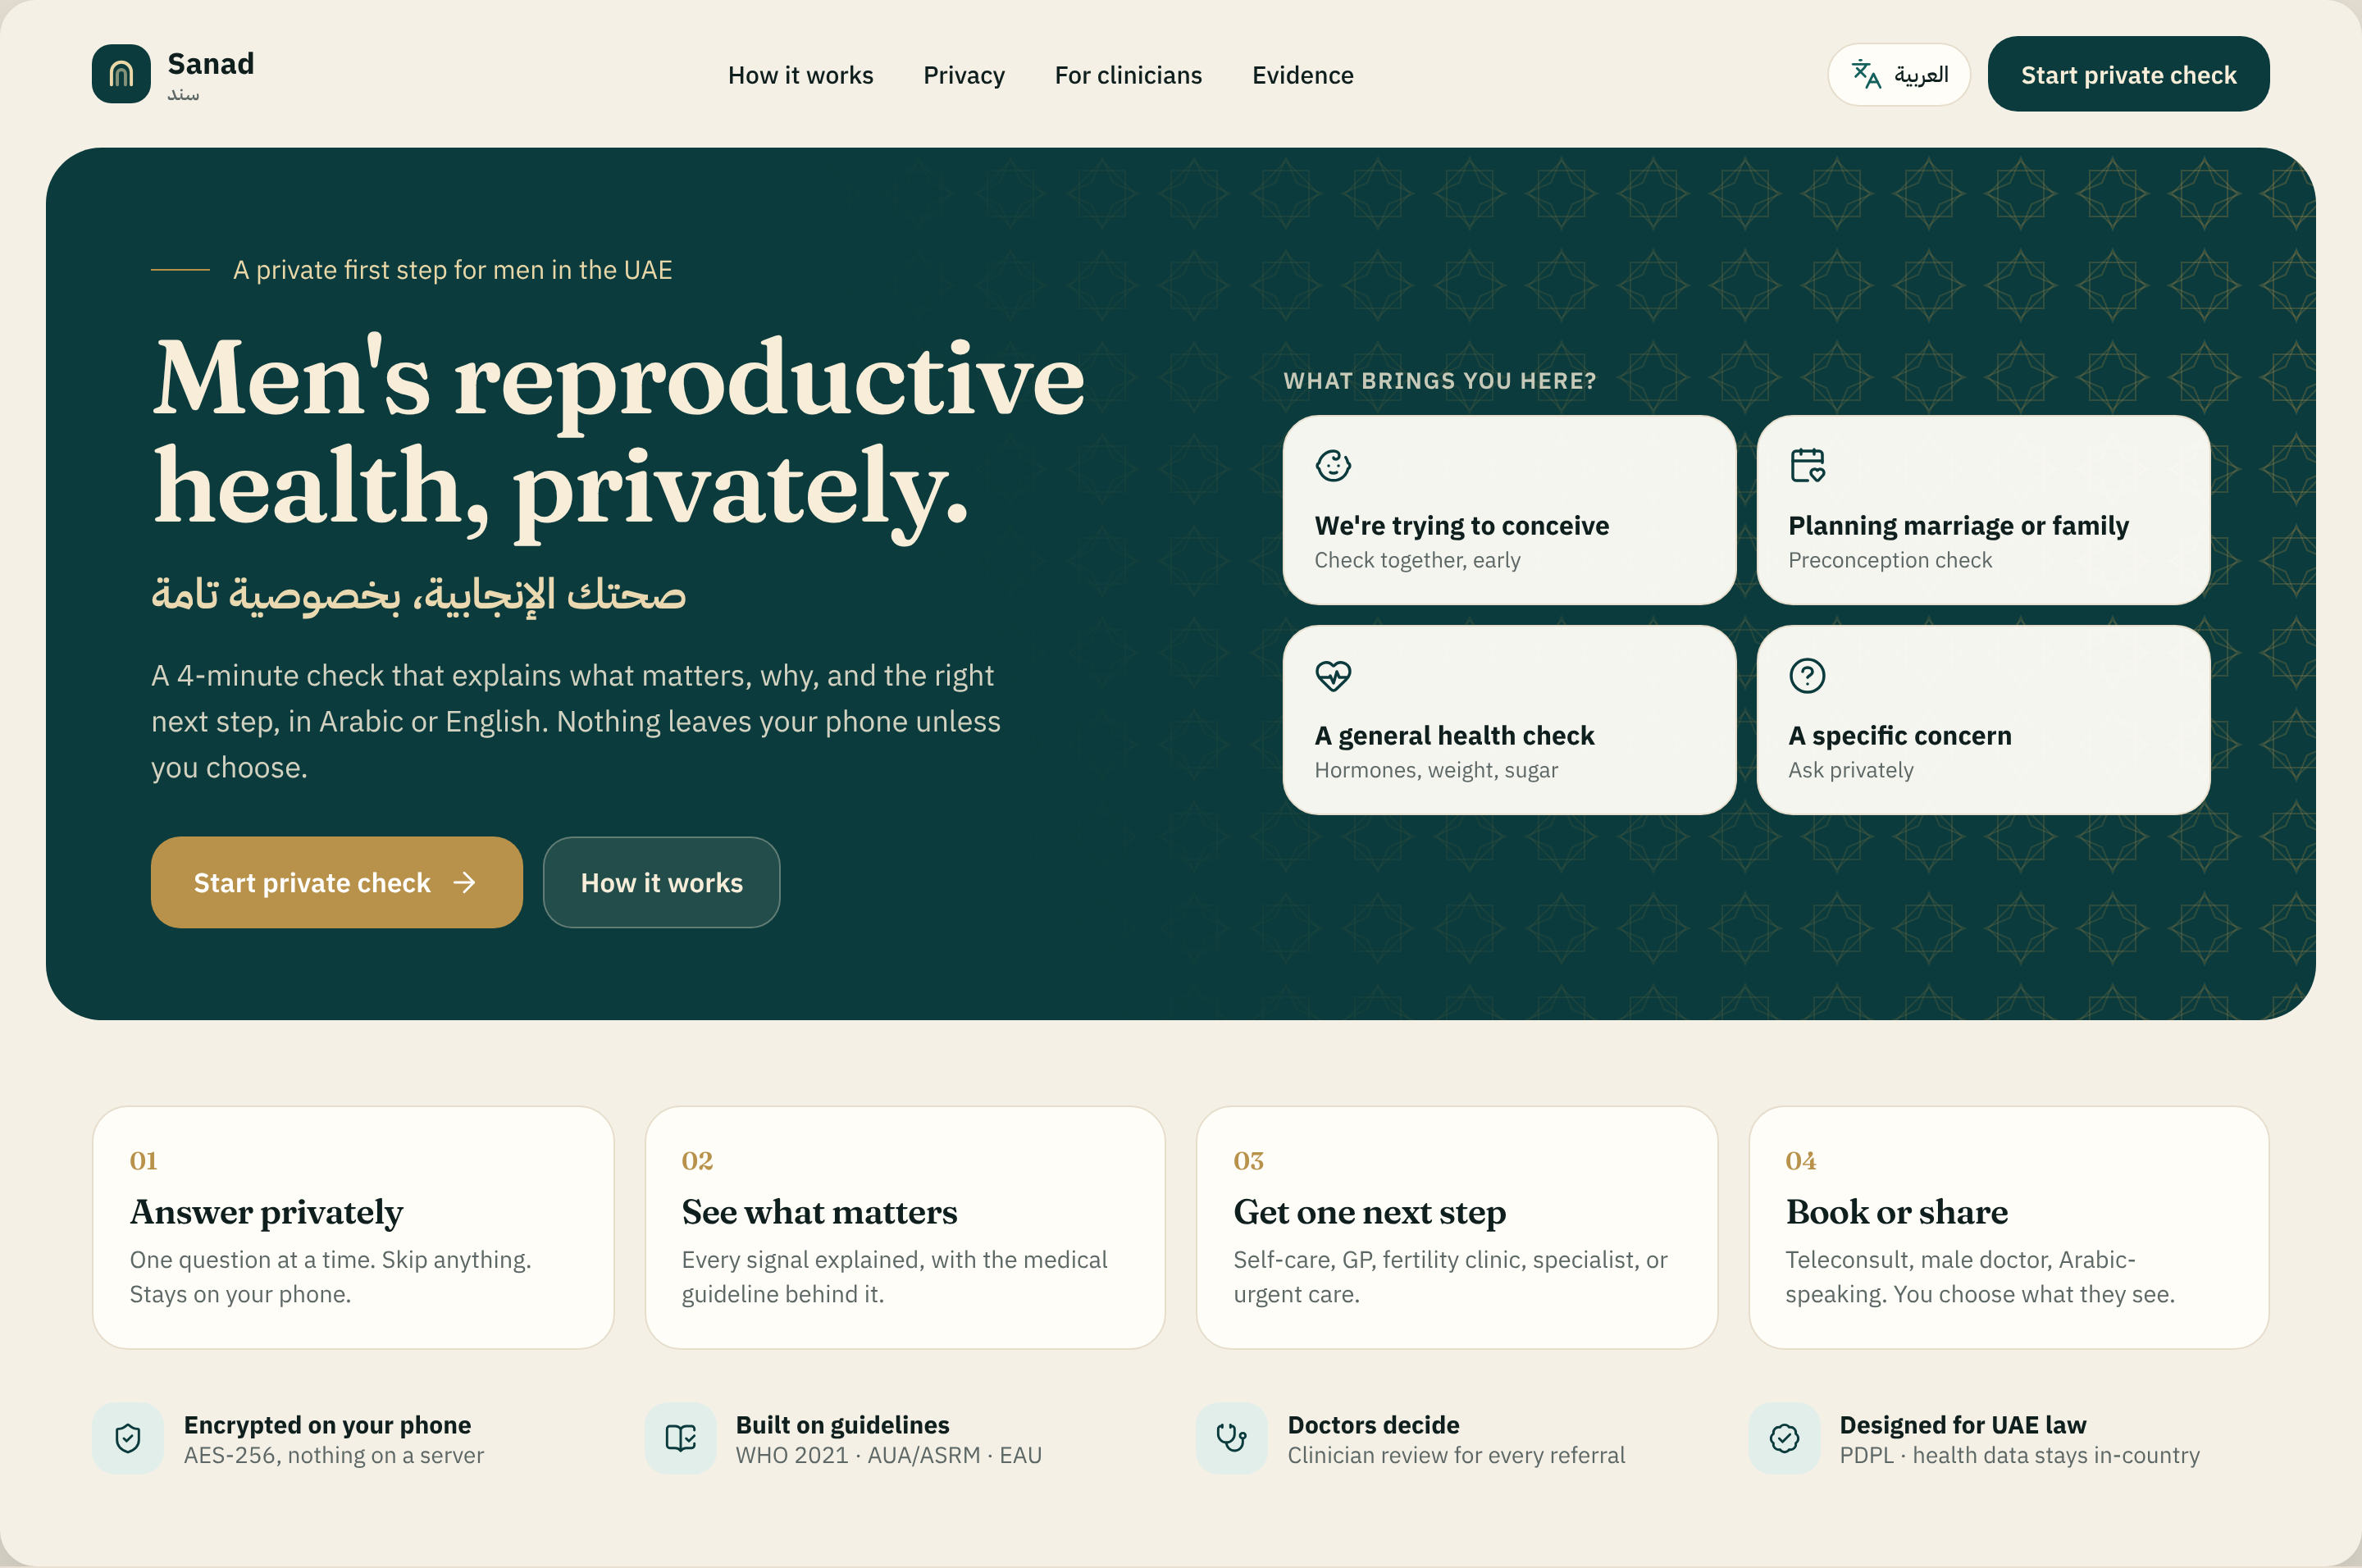 Sanad
سند
How it works
Privacy
For clinicians
Evidence
العربية
Start private check
A private first step for men in the UAE
Men's reproductive
health, privately.
صحتك الإنجابية، بخصوصية تامة
A 4-minute check that explains what matters, why, and the right
next step, in Arabic or English. Nothing leaves your phone unless
you choose.
Start private check
How it works
WHAT BRINGS YOU HERE?
We're trying to conceive
Check together, early
Planning marriage or family
Preconception check
A general health check
Hormones, weight, sugar
A specific concern
Ask privately
01
Answer privately
One question at a time. Skip anything.
Stays on your phone.
02
See what matters
Every signal explained, with the medical
guideline behind it.
03
Get one next step
Self-care, GP, fertility clinic, specialist, or
urgent care.
04
Book or share
Teleconsult, male doctor, Arabic-
speaking. You choose what they see.
Encrypted on your phone
AES-256, nothing on a server
Built on guidelines
WHO 2021 · AUA/ASRM · EAU
Doctors decide
Clinician review for every referral
Designed for UAE law
PDPL · health data stays in-country